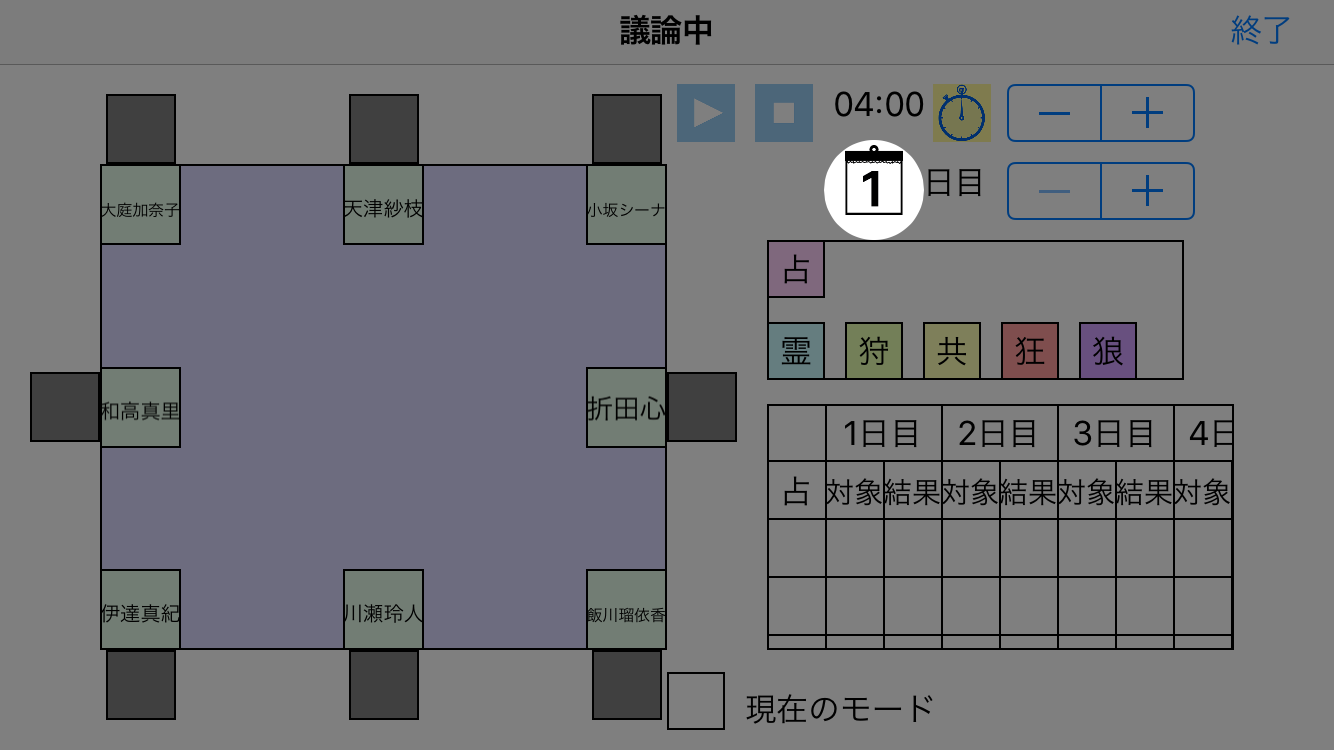 議論中
終了
04:00
1日目
大庭加奈子
天津紗枝
小坂シーナ
和高真里
折田心
伊達真紀
川瀬玲人
飯川瑠依香
占
霊 狩 共 狂 狼
1日目 2日目 3日目 4日
占 対象 結果 対象 結果 対象 結果 対象
現在のモード